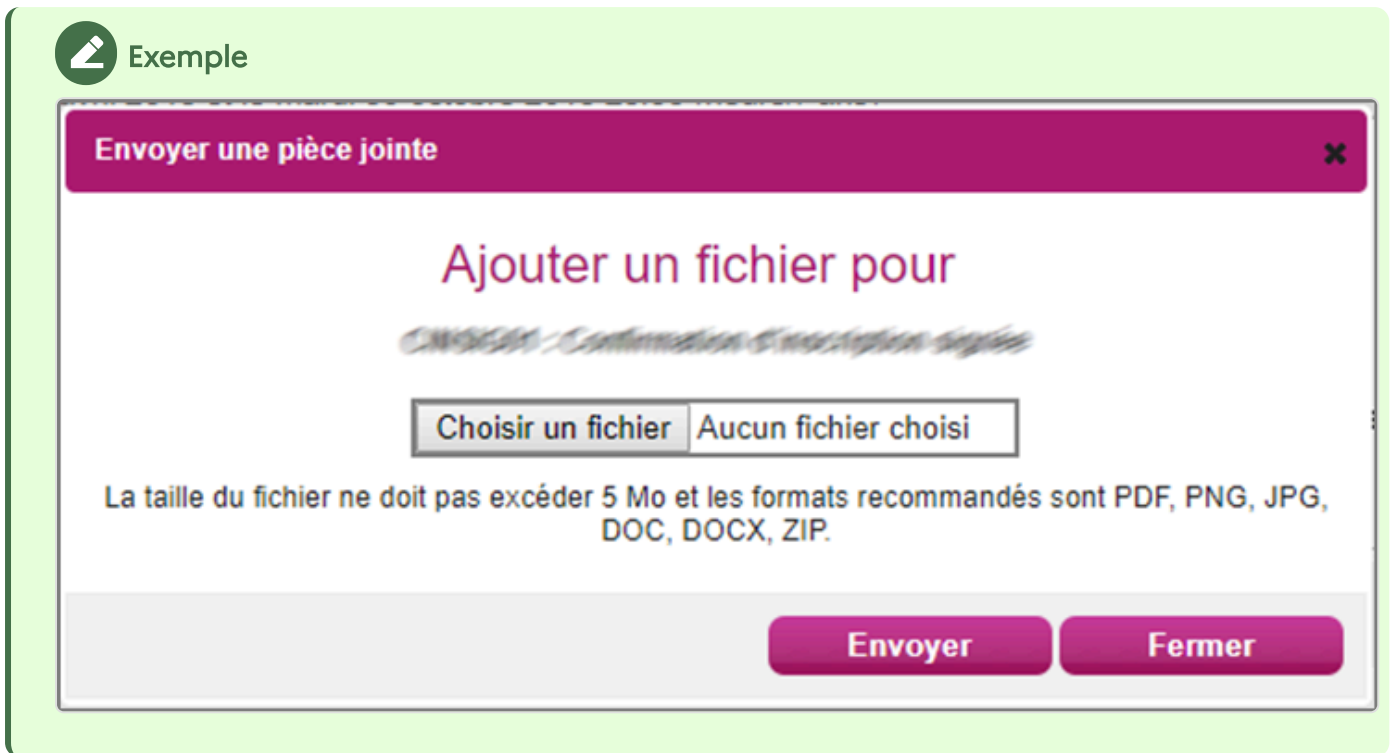 Exemple
Envoyer une pièce jointe
Ajouter un fichier pour
Confirmation d'inscription
Choisir un fichier Aucun fichier choisi
La taille du fichier ne doit pas excéder 5 Mo et les formats recommandés sont PDF, PNG, JPG,
DOC, DOCX, ZIP.
Envoyer Fermer